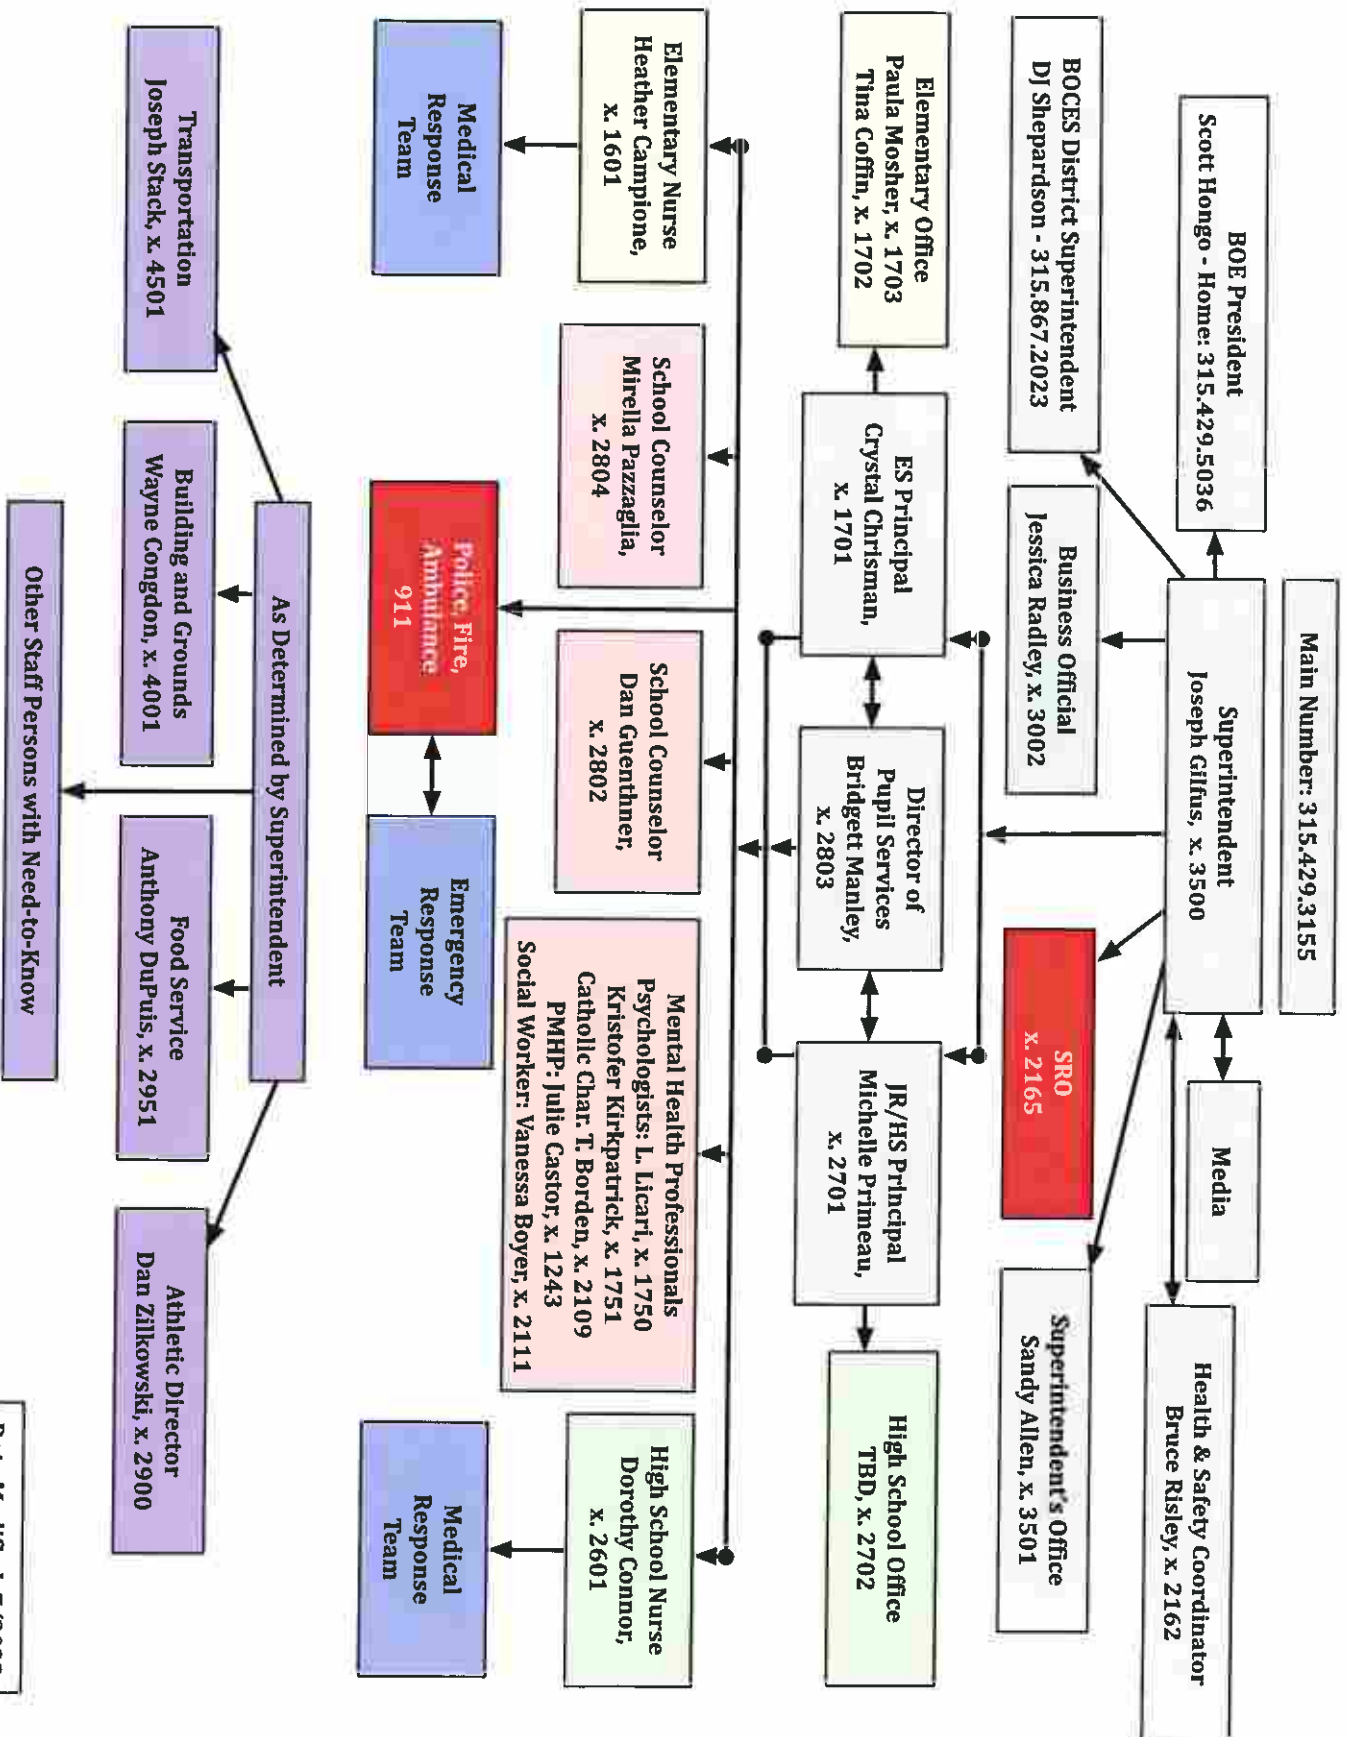 Main Number: 315.429.3155
BOE President
Scott Hongo - Home: 315.429.5036
Superintendent
Joseph Gilfus, x. 3500
Media
Health & Safety Coordinator
Bruce Risley, x. 2162
BOCES District Superintendent
DJ Shepardson - 315.867.2023
Business Official
Jessica Radley, x. 3002
SRO
x. 2165
Superintendent's Office
Sandy Allen, x. 3501
Elementary Office
Paula Mosher, x. 1703
Tina Coffin, x. 1702
ES Principal
Crystal Chrisman,
x. 1701
Director of
Pupil Services
Bridgett Manley,
x. 2803
JR/HS Principal
Michelle Primeau,
x. 2701
High School Office
TBD, x. 2702
Elementary Nurse
Heather Campione,
x. 1601
School Counselor
Mirella Pazzaglia,
x. 2804
School Counselor
Dan Guenthner,
x. 2802
Mental Health Professionals
Psychologists: L. Licari, x. 1750
Kristofer Kirkpatrick, x. 1751
Catholic Char. T. Borden, x. 2109
PMHP: Julie Castor, x. 1243
Social Worker: Vanessa Boyer, x. 2111
High School Nurse
Dorothy Connor,
x. 2601
Medical
Response
Team
Police, Fire,
Ambulance
911
Emergency
Response
Team
Medical
Response
Team
As Determined by Superintendent
Transportation
Joseph Stack, x. 4501
Building and Grounds
Wayne Congdon, x. 4001
Food Service
Anthony DuPuis, x. 2951
Athletic Director
Dan Zilkowski, x. 2900
Other Staff Persons with Need-to-Know